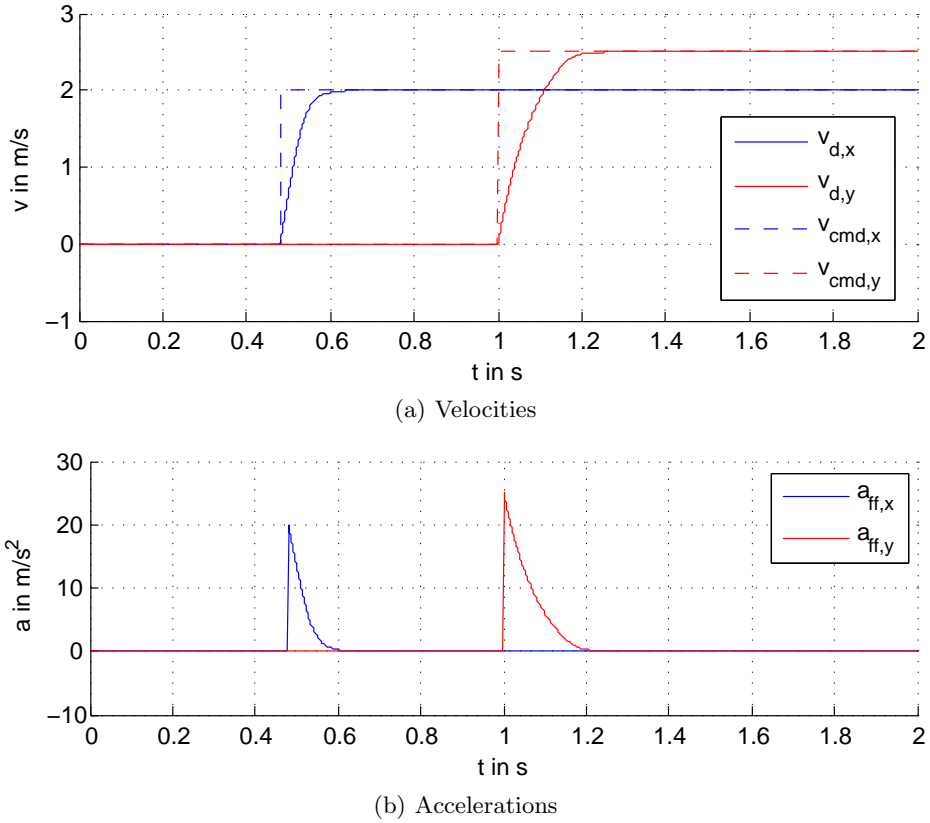 3
2
1
0
−1
v in m/s
0 0.2 0.4 0.6 0.8 1 1.2 1.4 1.6 1.8 2
t in s
v_d,x
v_d,y
v_cmd,x
v_cmd,y
(a) Velocities
30
20
10
0
−10
a in m/s²
0 0.2 0.4 0.6 0.8 1 1.2 1.4 1.6 1.8 2
t in s
a_ff,x
a_ff,y
(b) Accelerations